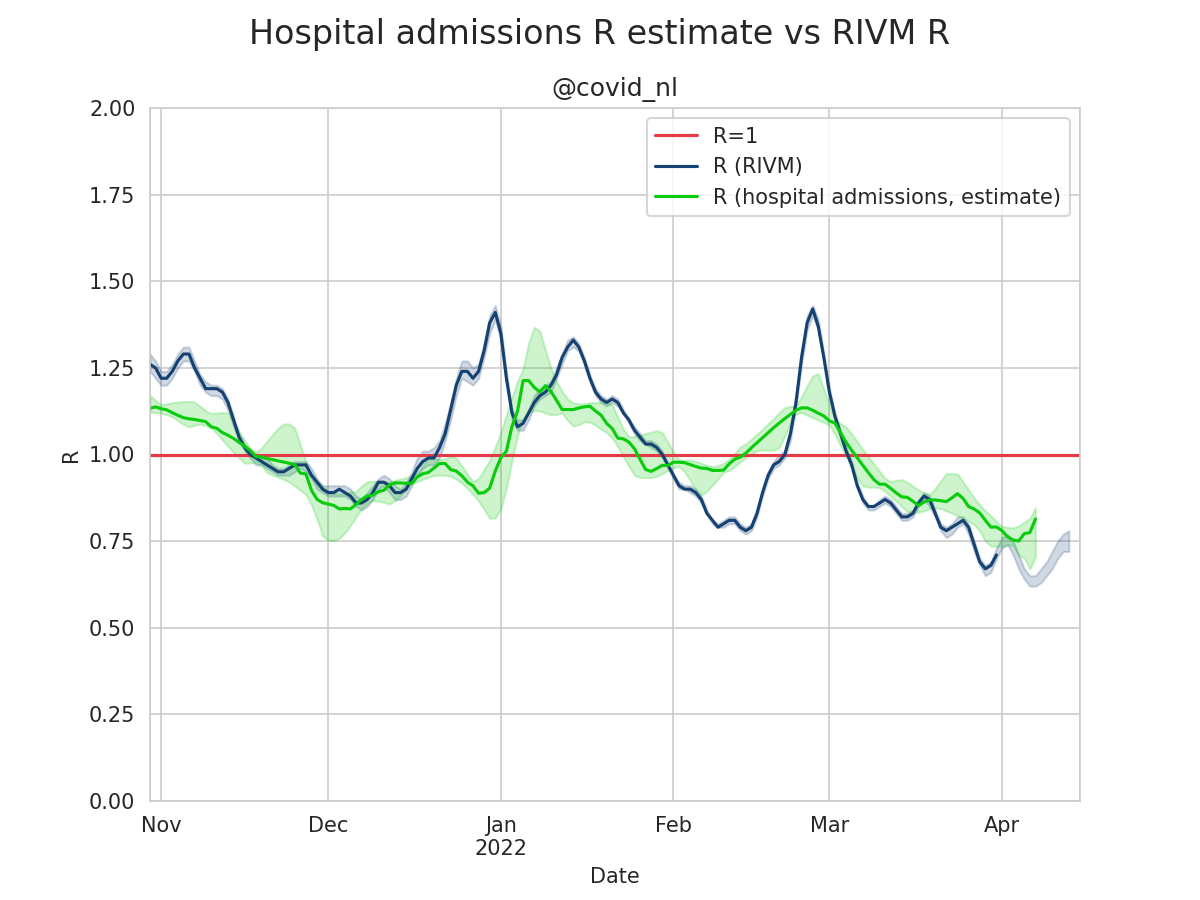 Hospital admissions R estimate vs RIVM R
@covid_nl
R=1
R (RIVM)
R (hospital admissions, estimate)
2.00
1.75
1.50
1.25
1.00
0.75
0.50
0.25
0.00
R
Nov Dec Jan Feb Mar Apr
2022
Date